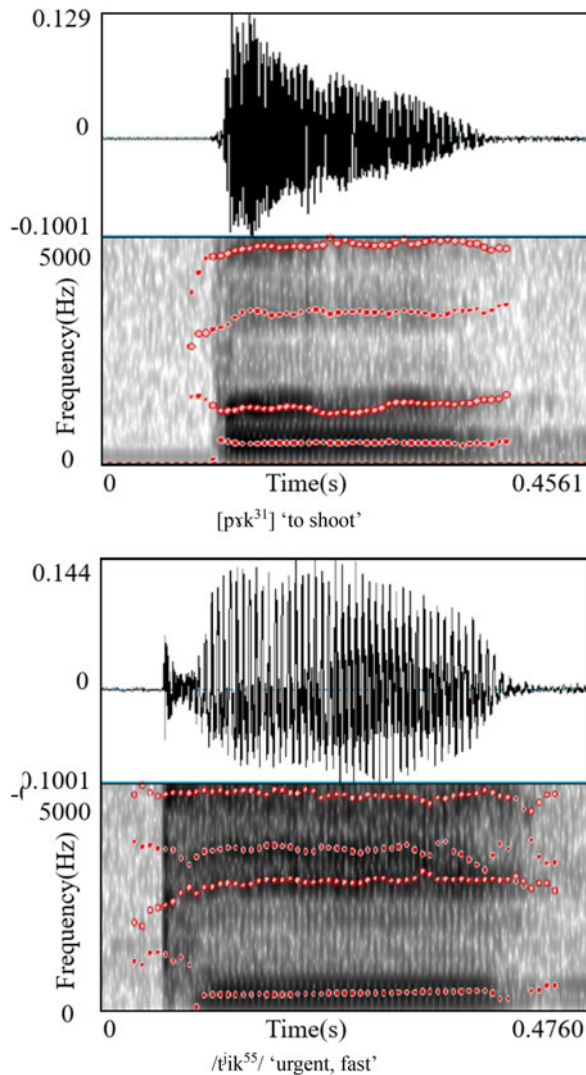 0.129
0
-0.1001
5000
Frequency(Hz)
0
0 Time(s) 0.4561
[pɤk³¹] ‘to shoot’
0.144
0
0.1001
5000
Frequency(Hz)
0
0 Time(s) 0.4760
/tʲik⁵⁵/ ‘urgent, fast’